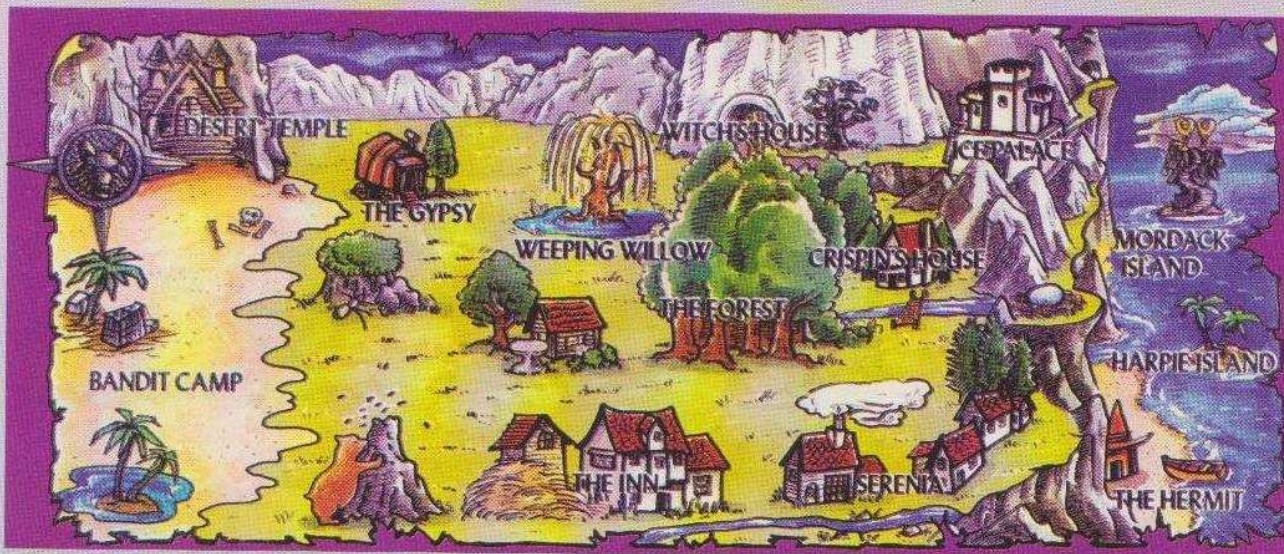 DESERT TEMPLE
WITCH'S HOUSE
ICE PALACE
THE GYPSY
WEEPING WILLOW
CRISPIN'S HOUSE
MORDACK
ISLAND
THE FOREST
HARPIE ISLAND
BANDIT CAMP
THE INN
SERENIA
THE HERMIT